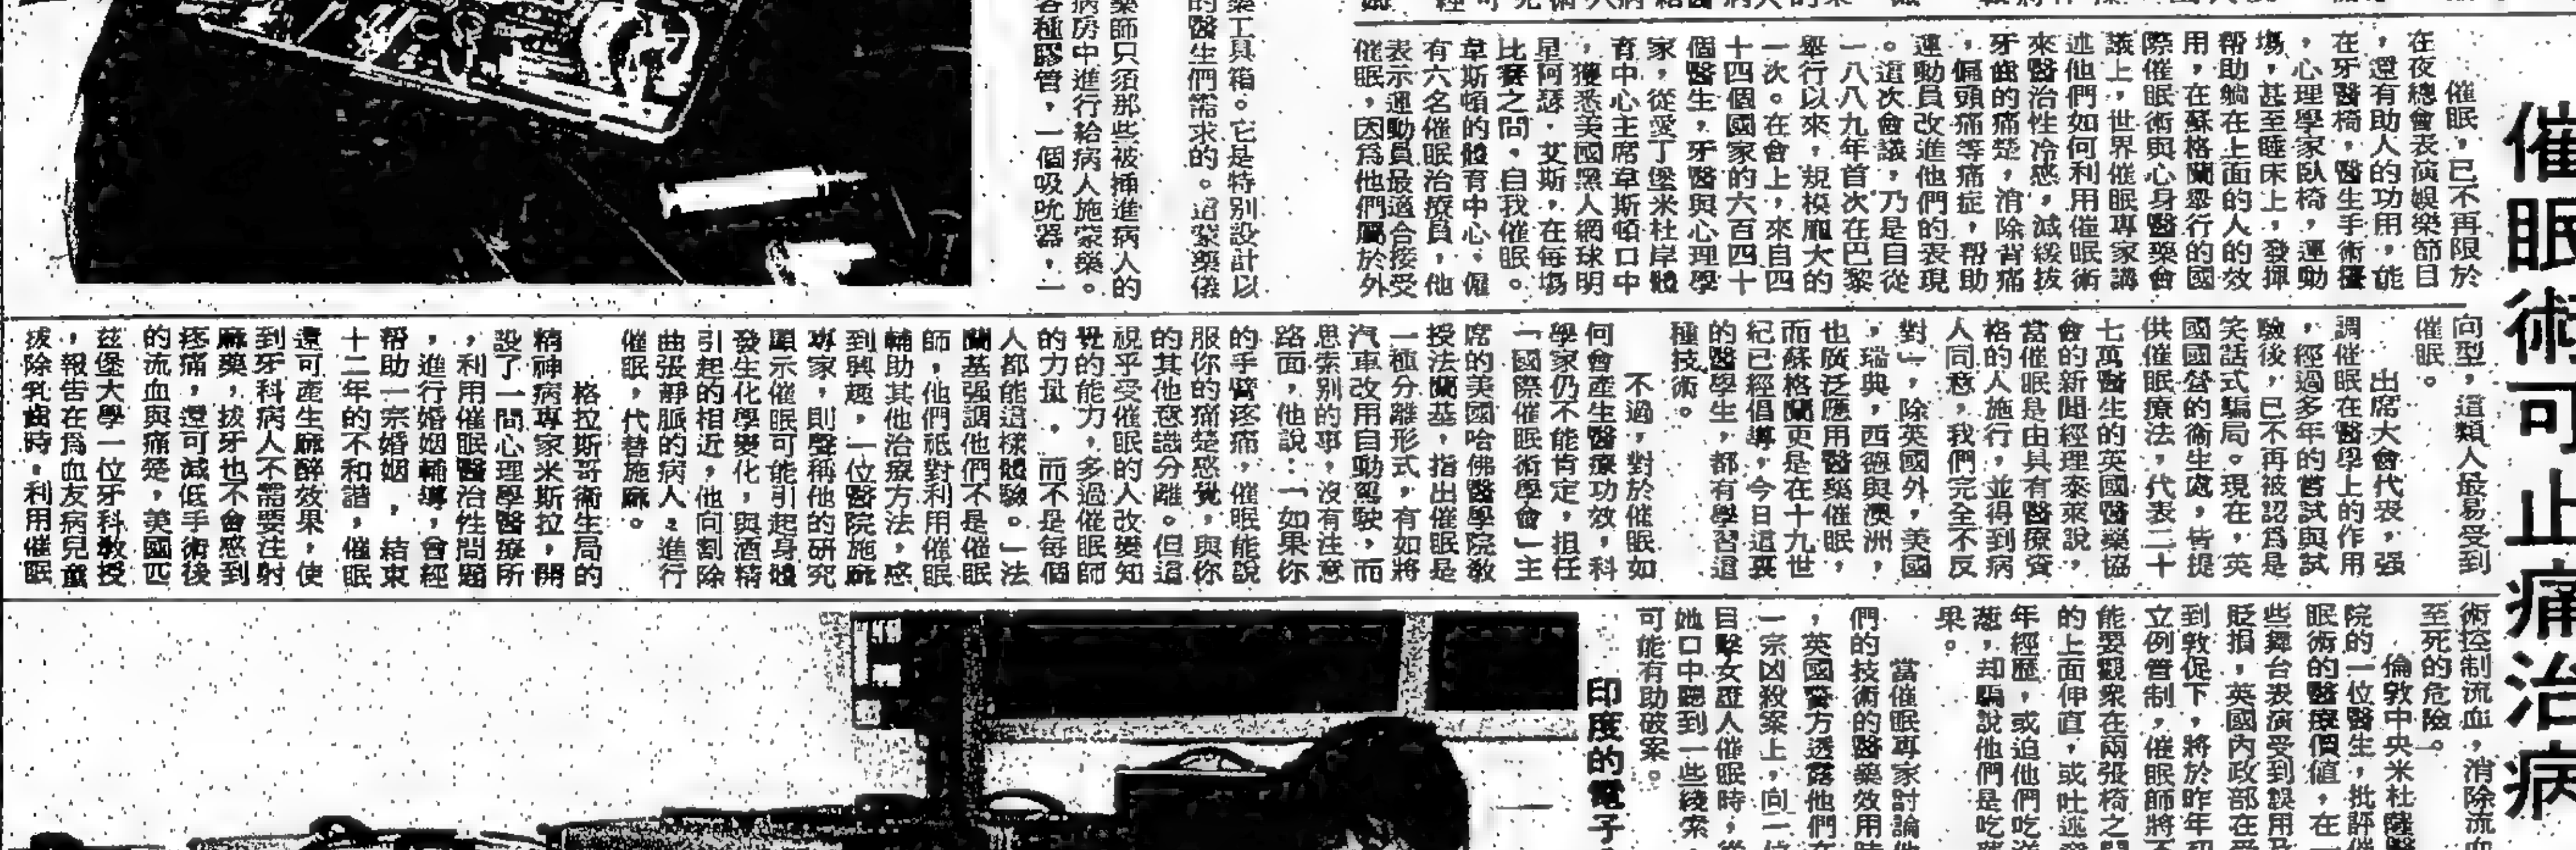 催眠術可止痛治病
催眠，已不再限於
在夜總會表演娛樂節目
，還有助人的功用，能
在牙醫椅，醫生手術檯
，心理學家臥椅，運動
塲，甚至睡床上，發揮
幫助躺在上面的人的效
用，在蘇格蘭舉行的國
際催眠術與心身醫藥會
議上，世界催眠專家講
述他們如何利用催眠術
來醫治性冷感，減緩拔
牙齒的痛楚，消除背痛
，偏頭痛等痛症，幫助
運動員改進他們的表現
。這次會議，乃是自從
一八八九年首次在巴黎
舉行以來，規模龐大的
一次。在會上，來自四
十四個國家的六百四十
個醫生，牙醫與心理學
家，從愛丁堡米杜岸體
育中心主席韋斯頓口中
，獲悉美國黑人網球明
星阿瑟．艾斯，在每塲
比賽之間，自我催眠。
韋斯頓的體育中心，僱
有六名催眠治療員，他
表示運動員最適合接受
催眠，因爲他們屬於外
向型，這類人最易受到
催眠。
出席大會代表，强
調催眠在醫學上的作用
，經過多年的嘗試與試
驗後，已不再被認爲是
笑話式騙局。現在，英
國國營的衞生處，皆提
供催眠療法，代表二十
七萬醫生的英國醫藥協
會的新聞經理泰萊說，
當催眠是由具有醫療資
格的人施行，並得到病
人同意，我們完全不反
對」，除英國外，美國
，瑞典，西德與澳洲，
也廣泛應用醫藥催眠，
而蘇格蘭更是在十九世
紀已經倡導，今日這裏
的醫學生，都有學習這
種技術。
不過，對於催眠如
何會產生醫療功效，科
學家仍不能肯定，担任
「國際催眠術學會」主
席的美國哈佛醫學院敎
授法蘭基，指出催眠是
一種分離形式，有如將
汽車改用自動駕駛，而
思索别的事，沒有注意
路面，他說：「如果你
的手臂疼痛，催眠能說
服你的痛楚感覺，與你
的其他意識分離。但這
視乎受催眠的人改變知
覺的能力，多過催眠師
的力量，而不是每個
人都能這樣體驗。」法
蘭基强調他們不是催眠
師，他們祇對利用催眠
輔助其他治療方法，感
到興趣，一位醫院施麻
專家，則聲稱他的研究
顯示催眠可能引起身體
發生化學變化，與酒精
引起的相近，他向割除
曲張靜脈的病人，進行
催眠，代替施麻。
格拉斯哥衞生局的
精神病專家米斯拉，開
設了一間心理學醫療所
，利用催眠醫治性問題
，進行婚姻輔導，曾經
幫助一宗婚姻，結束
十二年的不和諧，催眠
還可產生麻醉效果，使
到牙科病人不需要注射
麻藥，拔牙也不會感到
疼痛，還可減低手術後
的流血與痛楚，美國匹
玆堡大學一位牙科敎授
，報告在爲血友病兒童
拔除乳齒時，利用催眠
術控制流血，消除流血
至死的危險。
倫敦中央米杜薩醫
院的一位醫生，批評催
眠術的醫療價值，在一
些舞台表演受到誤用及
貶損，英國內政部在受
到敦促下，將於昨年初
立例管制，催眠師將不
能要觀衆在兩張椅之間
的上面伸直，或吐述童
年經歷，或迫他們吃洋
葱，却騙說他們是吃蘋
果。
當催眠專家討論他
們的技術的醫藥效用時
，英國警方透露他們在
一宗凶殺案上，向一位
目擊女證人催眠時，從
她口中聽到一些綫索，
可能有助破案。
印度的電子
藥工具箱。它是特别設計以
的醫生們需求的。這蒙藥儀
藥師只須那些被揷進病人的
病房中進行給病人施蒙藥。
各種膠管，一個吸吮器，一